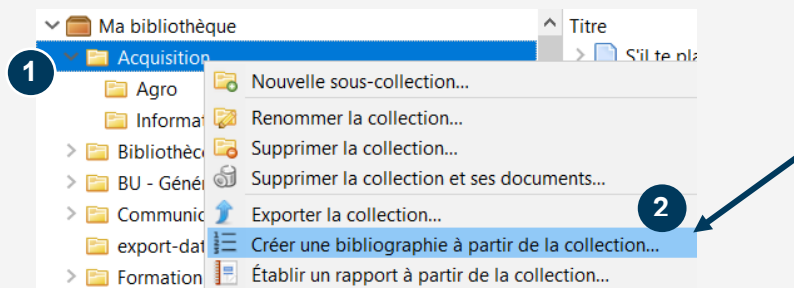 Ma bibliothèque
Titre
1
Acquisition
S'il te pla
Agro
Nouvelle sous-collection...
Informat
Renommer la collection...
Bibliothèc
Supprimer la collection...
BU - Génér
Supprimer la collection et ses documents...
Communic
Exporter la collection...
2
export-dat
Créer une bibliographie à partir de la collection...
Formation
Établir un rapport à partir de la collection...